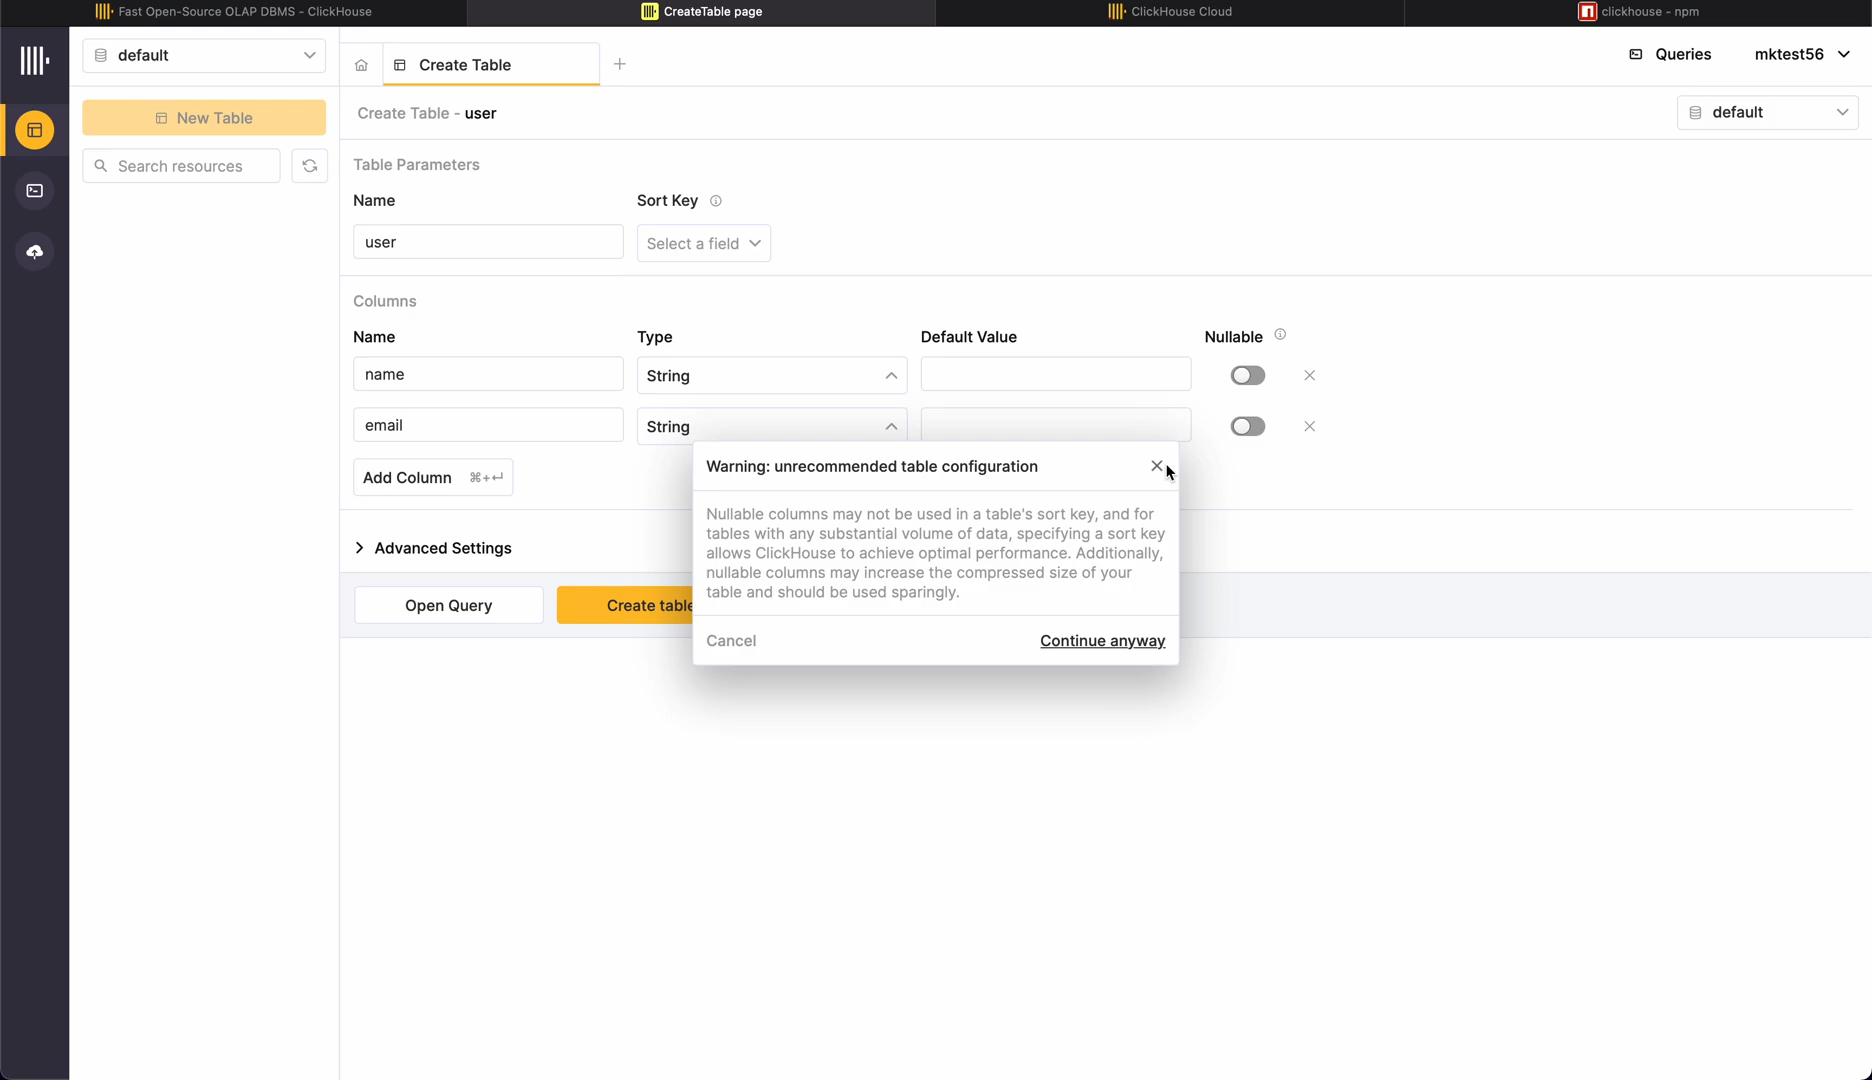 Fast Open-Source OLAP DBMS - ClickHouse
CreateTable page
ClickHouse Cloud
clickhouse - npm
default
Create Table
Queries
mktest56
New Table
Create Table - user
default
Search resources
Table Parameters
Name
Sort Key
user
Select a field
Columns
Name
Type
Default Value
Nullable
name
String
email
String
Add Column ⌘+↵
Warning: unrecommended table configuration
Nullable columns may not be used in a table's sort key, and for
tables with any substantial volume of data, specifying a sort key
allows ClickHouse to achieve optimal performance. Additionally,
nullable columns may increase the compressed size of your
table and should be used sparingly.
Cancel
Continue anyway
Advanced Settings
Open Query
Create table